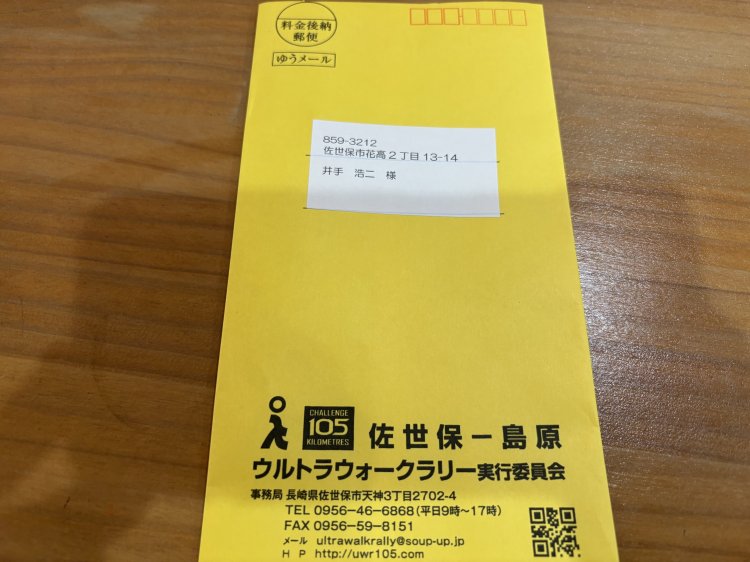 料金後納
郵便
ゆうメール
859-3212
佐世保市花高2丁目13-14
井手 浩二 様
CHALLENGE
105
KILOMETRES
佐世保ー島原
ウルトラウォークラリー実行委員会
事務局 長崎県佐世保市天神3丁目2702-4
TEL 0956-46-6868(平日9時〜17時)
FAX 0956-59-8151
メール ultrawalkrally@soup-up.jp
H P http://uwr105.com